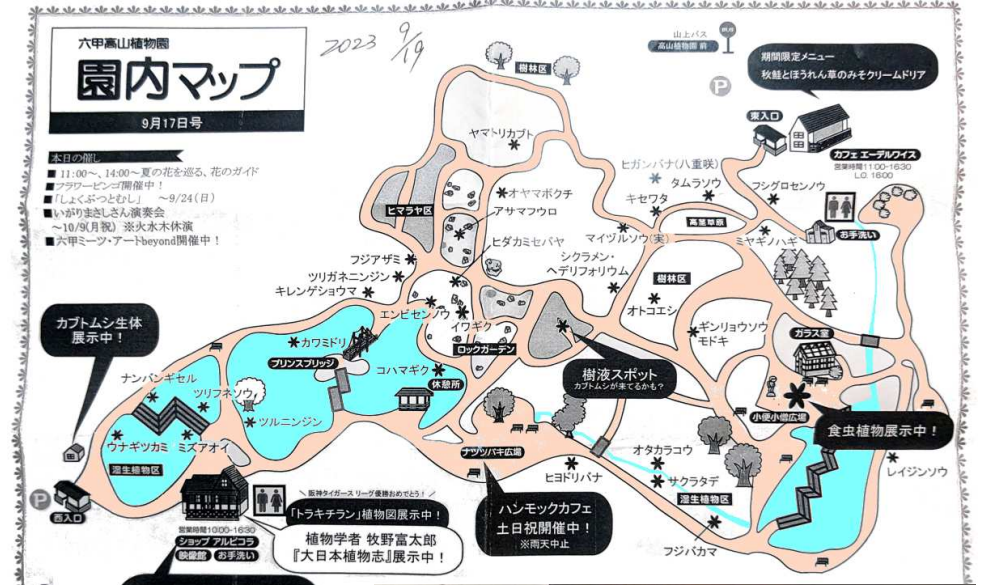 六甲高山植物園
園内マップ
9月17日号
2023 9/19
山上バス
高山植物園 前
P
期間限定メニュー
秋鮭とほうれん草のみそクリームドリア
東入口
カフェ エーデルワイス
営業時間11:00-16:30
L.O. 16:00
本日の催し
■ 11:00~、14:00~夏の花を巡る、花のガイド
■フラワービンゴ開催中!
■「しょくぶつとむし」 ~9/24(日)
■いがりまさしさん演奏会
~10/9(月祝) ※火水木休演
■六甲ミーツ・アートbeyond開催中!
樹林区
ヤマトリカブト
ヒガンバナ(八重咲)
タムラソウ
フシグロセンノウ
キセワタ
オヤマボクチ
アサマフウロ
ヒマラヤ区
高茎草原
マイヅルソウ(実)
ミヤギノハギ
お手洗い
ヒダカミセバヤ
フジアザミ
ツリガネニンジン
キレンゲショウマ
シクラメン・
ヘデリフォリウム
樹林区
オトコエシ
エンビセンノウ
イワギク
ロックガーデン
ギンリョウソウ
モドキ
ガラス室
カブトムシ生体
展示中!
カワミドリ
プリンスブリッジ
コハマギク
休憩所
樹液スポット
カブトムシが来てるかも?
ナンバンギセル
ツリフネソウ
ツルニンジン
小便小僧広場
食虫植物展示中!
ウナギツカミ
ミズアオイ
湿生植物区
ナツツバキ広場
オタカラコウ
サクラタデ
ヒヨドリバナ
レイジンソウ
湿生植物区
フジバカマ
P
西入口
\ 阪神タイガース リーグ優勝おめでとう! /
「トラキチラン」植物図展示中!
植物学者 牧野富太郎
『大日本植物志』展示中!
ハンモックカフェ
土日祝開催中!
※雨天中止
営業時間10:00-16:30
ショップ アルピコラ
映像館
お手洗い